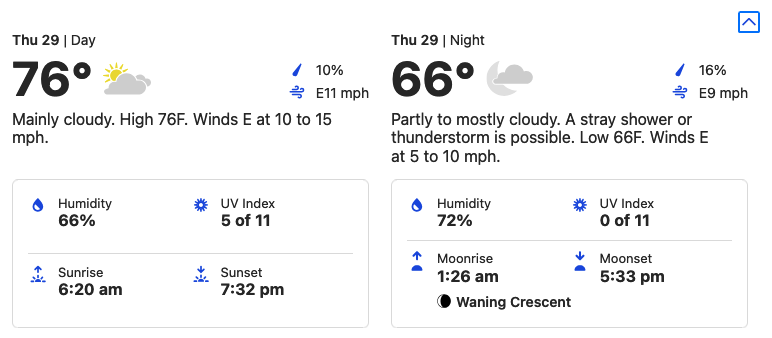 Thu 29 | Day
76°
10%
E11 mph
Mainly cloudy. High 76F. Winds E at 10 to 15
mph.
Humidity
66%
UV Index
5 of 11
Sunrise
6:20 am
Sunset
7:32 pm
Thu 29 | Night
66°
16%
E9 mph
Partly to mostly cloudy. A stray shower or
thunderstorm is possible. Low 66F. Winds E
at 5 to 10 mph.
Humidity
72%
UV Index
0 of 11
Moonrise
1:26 am
Waning Crescent
Moonset
5:33 pm